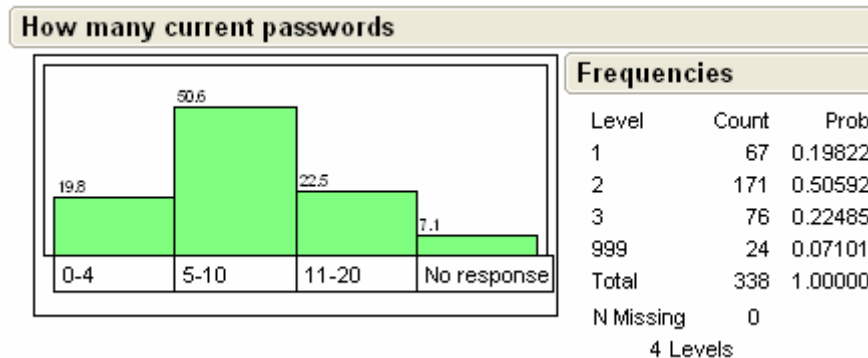 How many current passwords
50.6
19.8
22.5
7.1
0-4 5-10 11-20 No response
Frequencies
Level Count Prob
1 67 0.19822
2 171 0.50592
3 76 0.22485
999 24 0.07101
Total 338 1.00000
N Missing 0
4 Levels